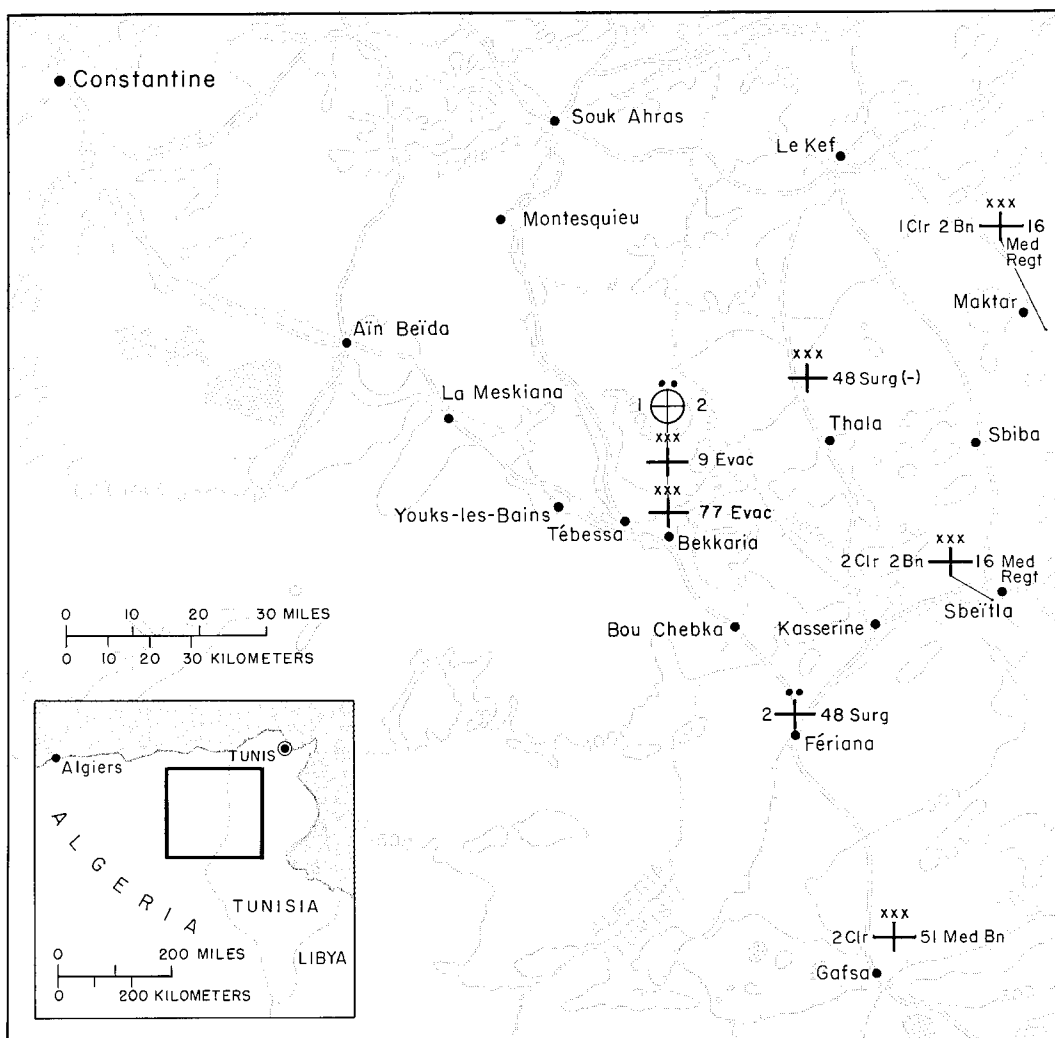 Constantine
Souk Ahras
Le Kef
Montesquieu
XXX
1 Clr 2 Bn 16
Med
Regt
Maktar
Aïn Beïda
XXX
48 Surg (-)
La Meskiana
1 2
Thala
Sbiba
XXX
9 Evac
XXX
77 Evac
Youks-les-Bains
Tébessa
Bekkaria
XXX
2 Clr 2 Bn 16 Med
Regt
Sbeïtla
0 10 20 30 MILES
0 10 20 30 KILOMETERS
Bou Chebka
Kasserine
2 48 Surg
Fériana
Algiers
TUNIS
ALGERIA
TUNISIA
LIBYA
0 200 MILES
0 200 KILOMETERS
XXX
2 Clr 51 Med Bn
Gafsa